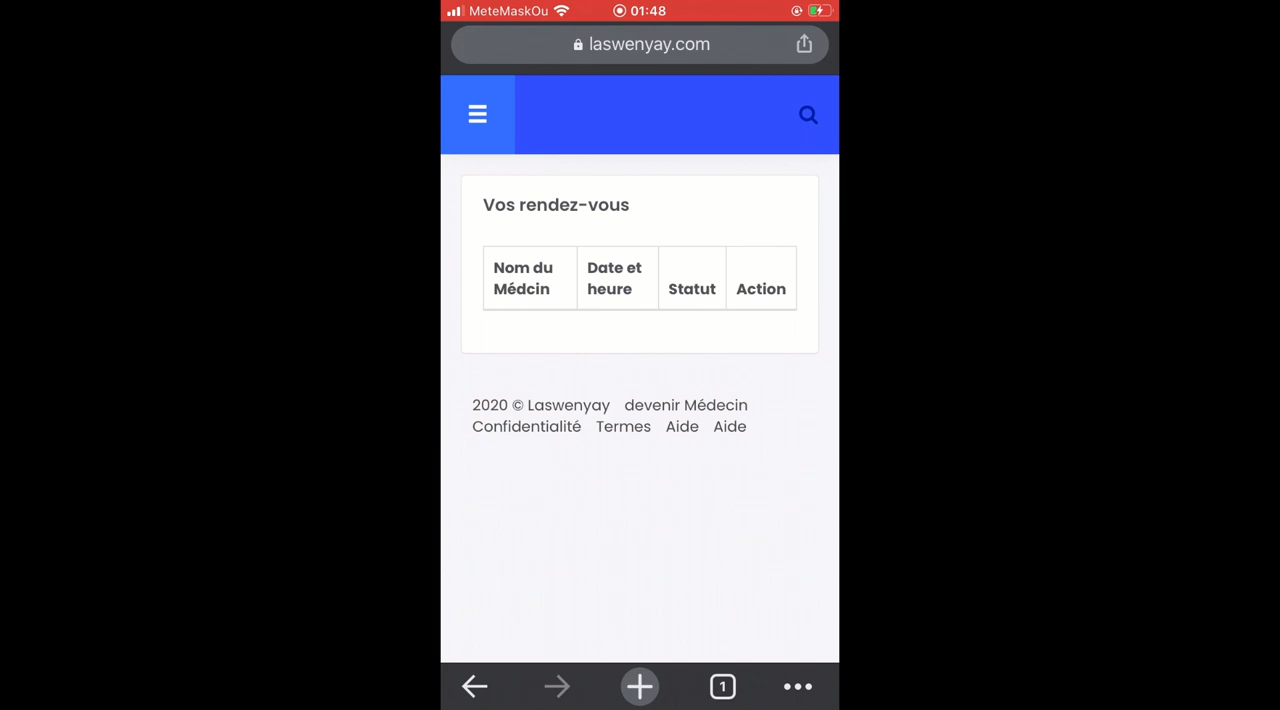 MeteMaskOu 01:48
laswenyay.com
Vos rendez-vous
Nom du Médcin Date et heure Statut Action
2020 © Laswenyay devenir Médecin
Confidentialité Termes Aide Aide
1